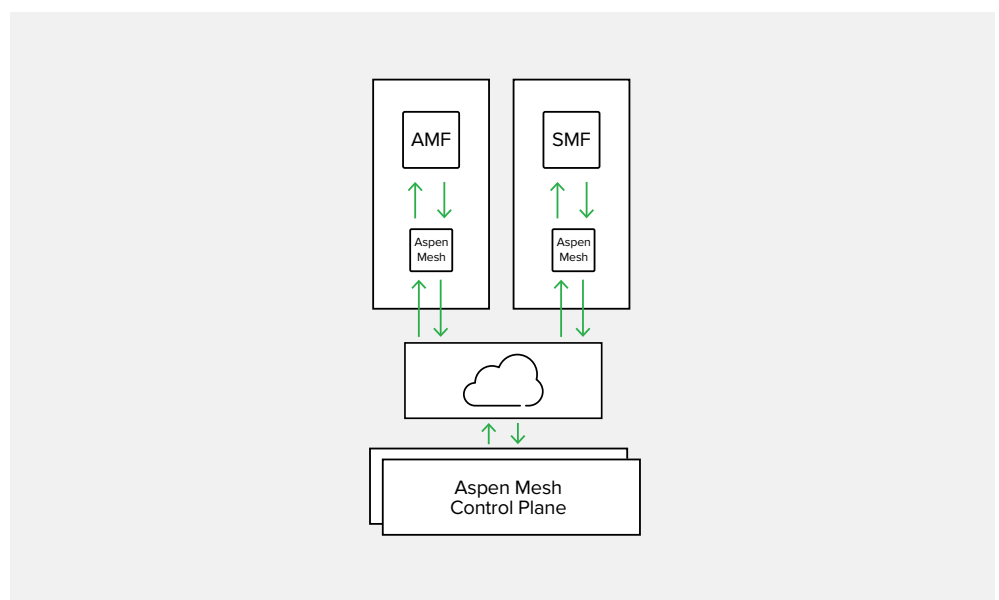 AMF
SMF
Aspen
Mesh
Aspen
Mesh
Aspen Mesh
Control Plane